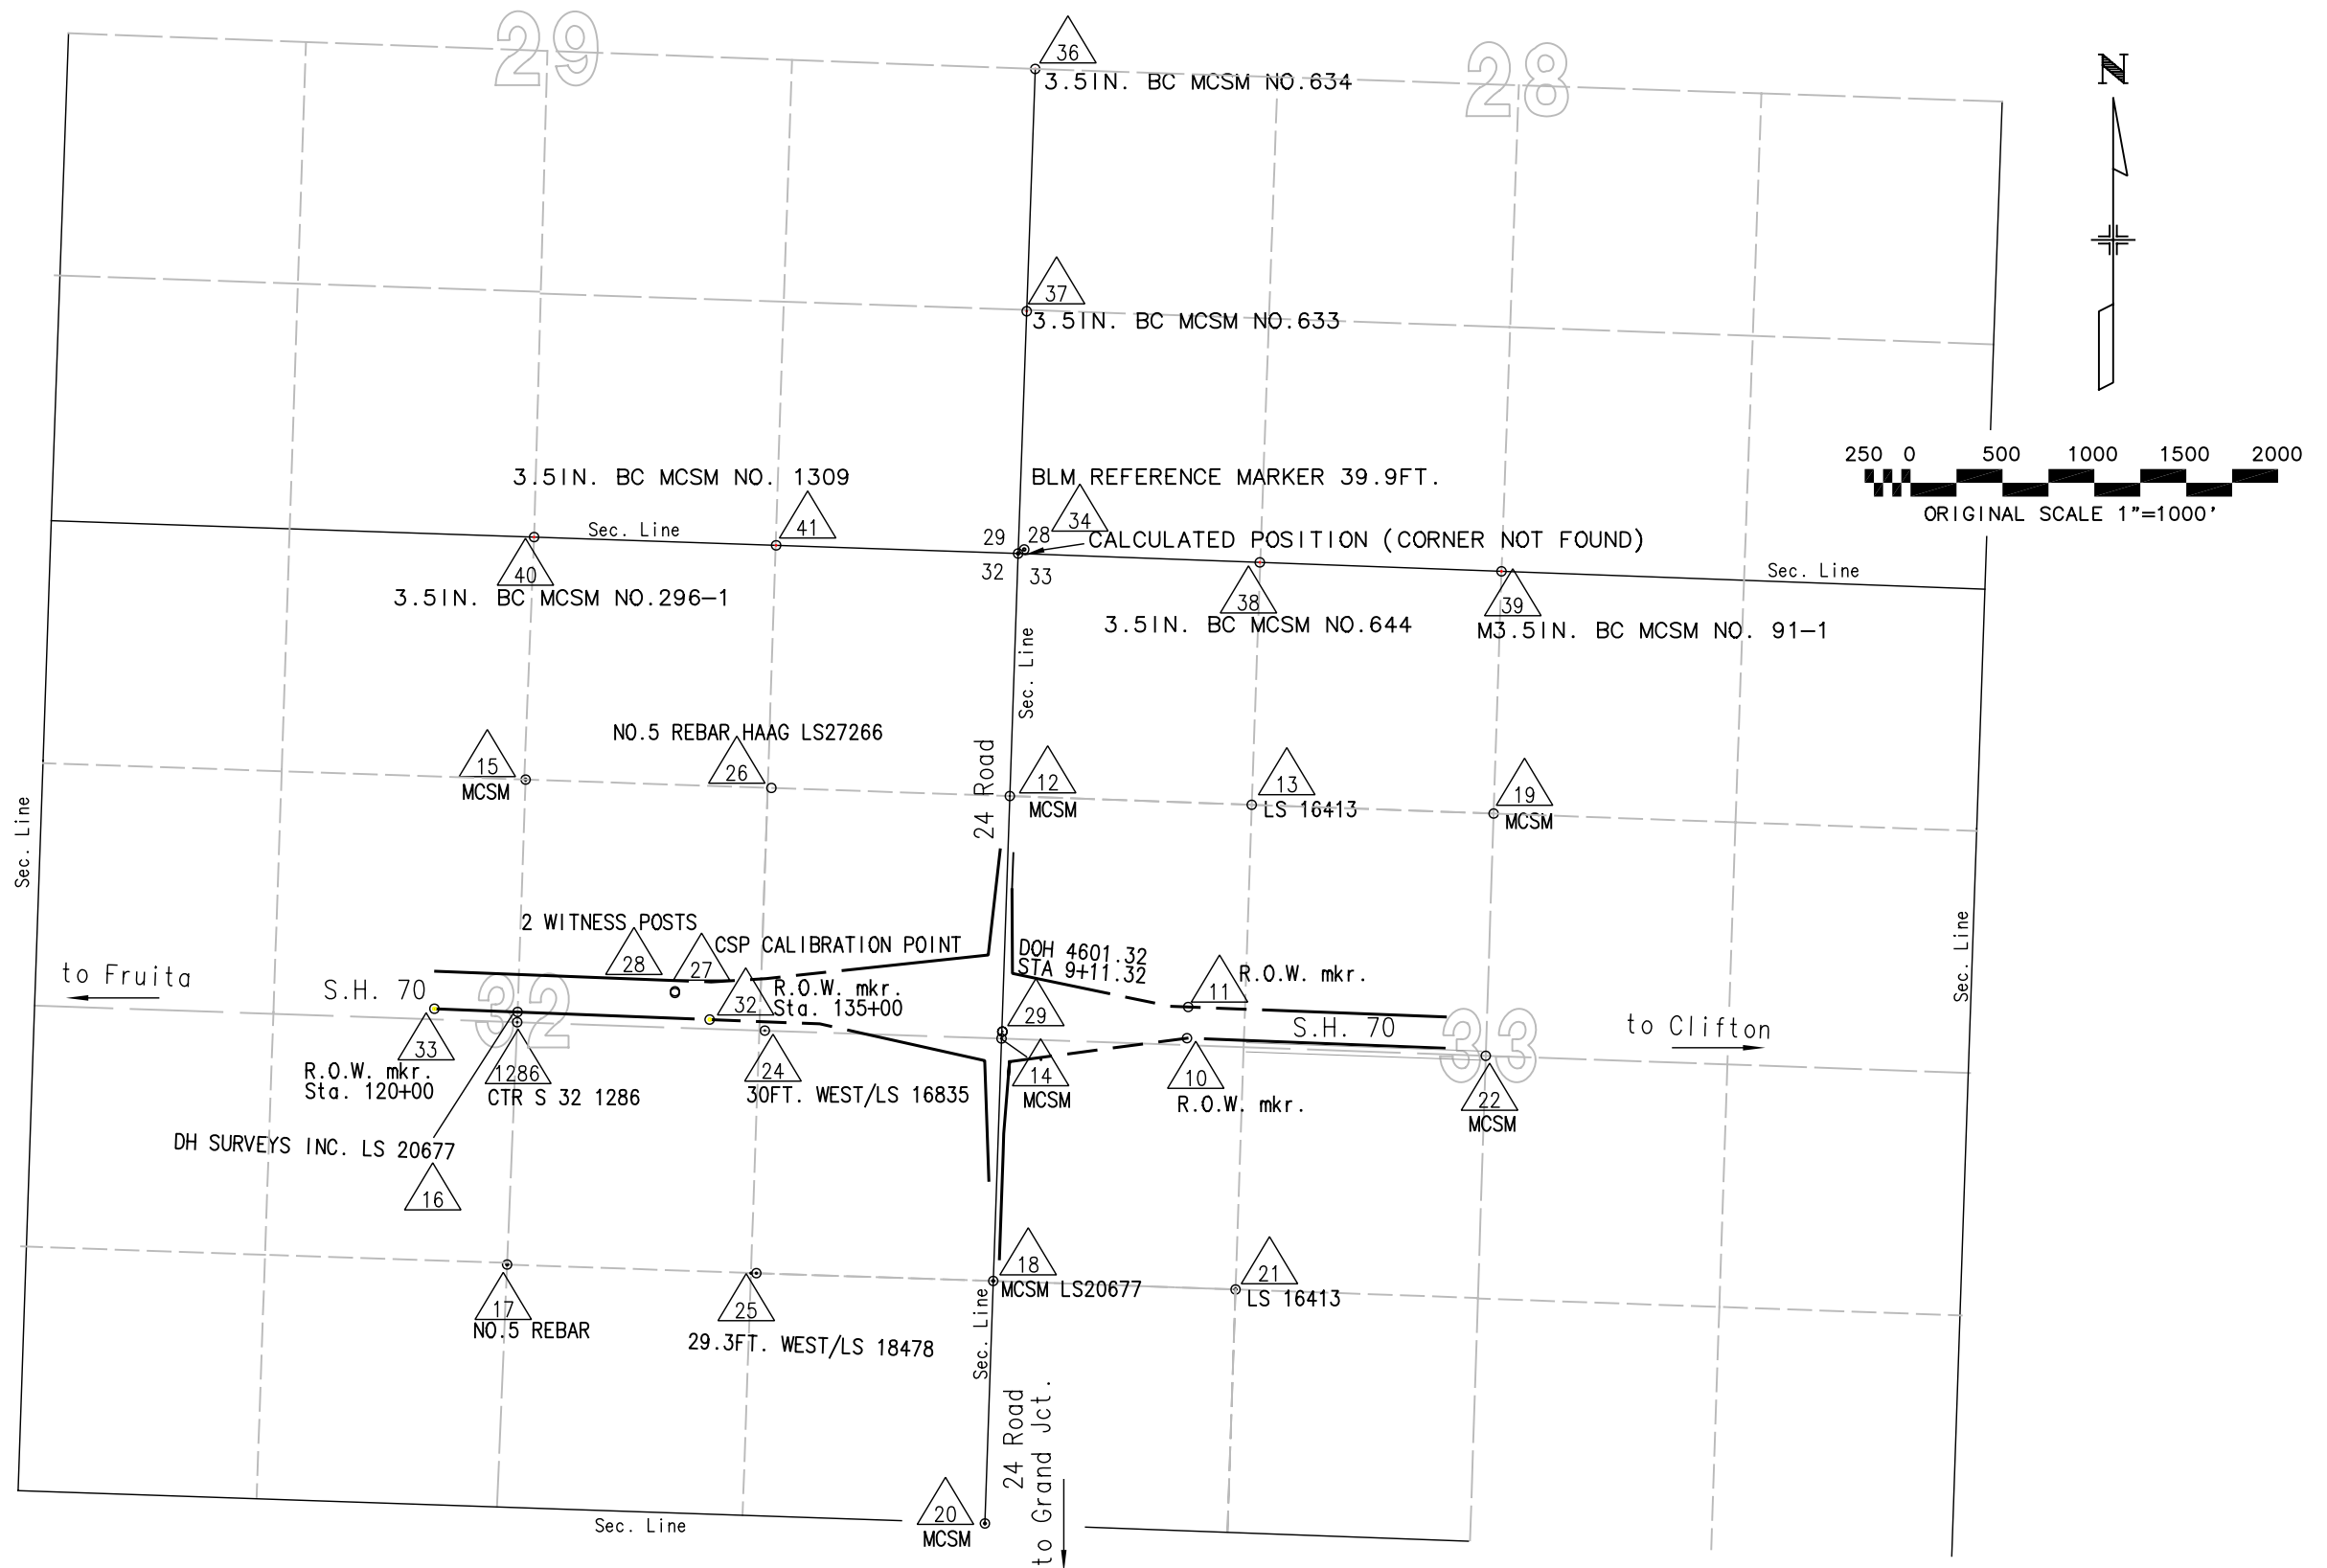 29
28
N
36
3.5IN. BC MCSM NO.634
37
3.5IN. BC MCSM NO.633
250 0 500 1000 1500 2000
ORIGINAL SCALE 1"=1000'
3.5IN. BC MCSM NO. 1309
41
Sec. Line
40
3.5IN. BC MCSM NO.296-1
BLM REFERENCE MARKER 39.9FT.
34
29 28
CALCULATED POSITION (CORNER NOT FOUND)
32 33
Sec. Line
38
3.5IN. BC MCSM NO.644
39
M3.5IN. BC MCSM NO. 91-1
Sec. Line
NO.5 REBAR HAAG LS27266
15
MCSM
26
24 Road
12
MCSM
13
LS 16413
19
MCSM
Sec. Line
Sec. Line
2 WITNESS POSTS
28
CSP CALIBRATION POINT
27
DOH 4601.32
STA 9+11.32
11
R.O.W. mkr.
to Fruita
S.H. 70
32
32
R.O.W. mkr.
Sta. 135+00
29
S.H. 70
33
to Clifton
33
R.O.W. mkr.
Sta. 120+00
1286
CTR S 32 1286
24
30FT. WEST/LS 16835
14
MCSM
10
R.O.W. mkr.
22
MCSM
DH SURVEYS INC. LS 20677
16
18
MCSM LS20677
21
LS 16413
17
NO.5 REBAR
25
29.3FT. WEST/LS 18478
Sec. Line
24 Road
to Grand Jct.
20
MCSM
Sec. Line